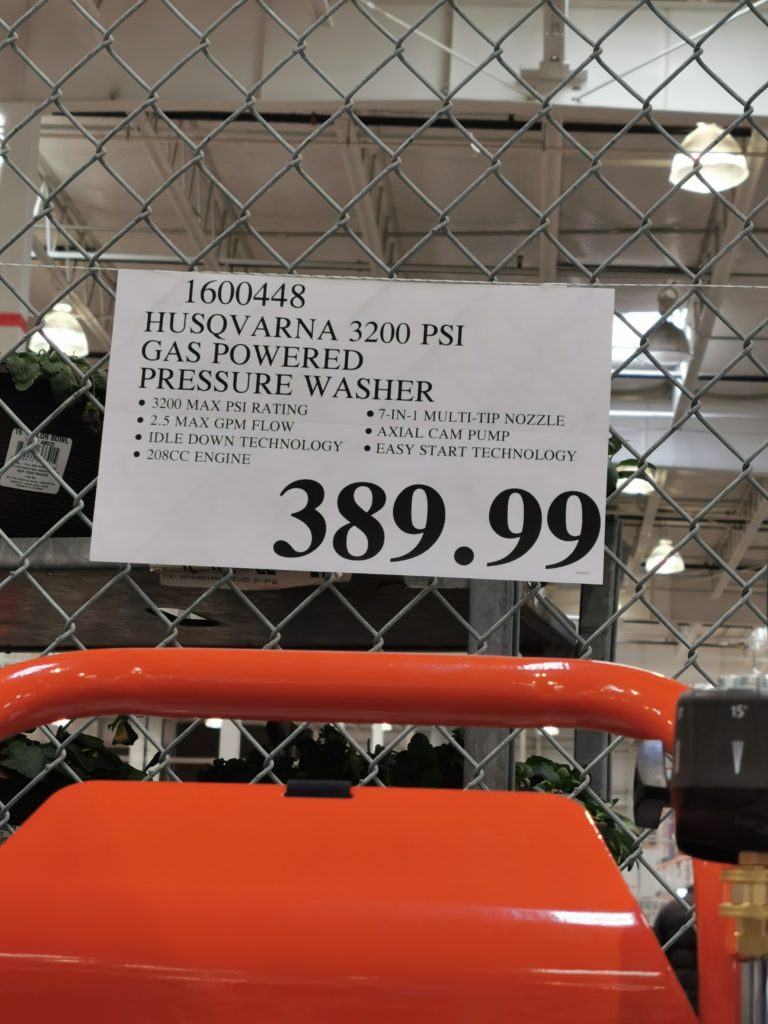 1600448
HUSQVARNA 3200 PSI
GAS POWERED
PRESSURE WASHER
• 3200 MAX PSI RATING
• 2.5 MAX GPM FLOW
• IDLE DOWN TECHNOLOGY
• 208CC ENGINE
• 7-IN-1 MULTI-TIP NOZZLE
• AXIAL CAM PUMP
• EASY START TECHNOLOGY
389.99
15°